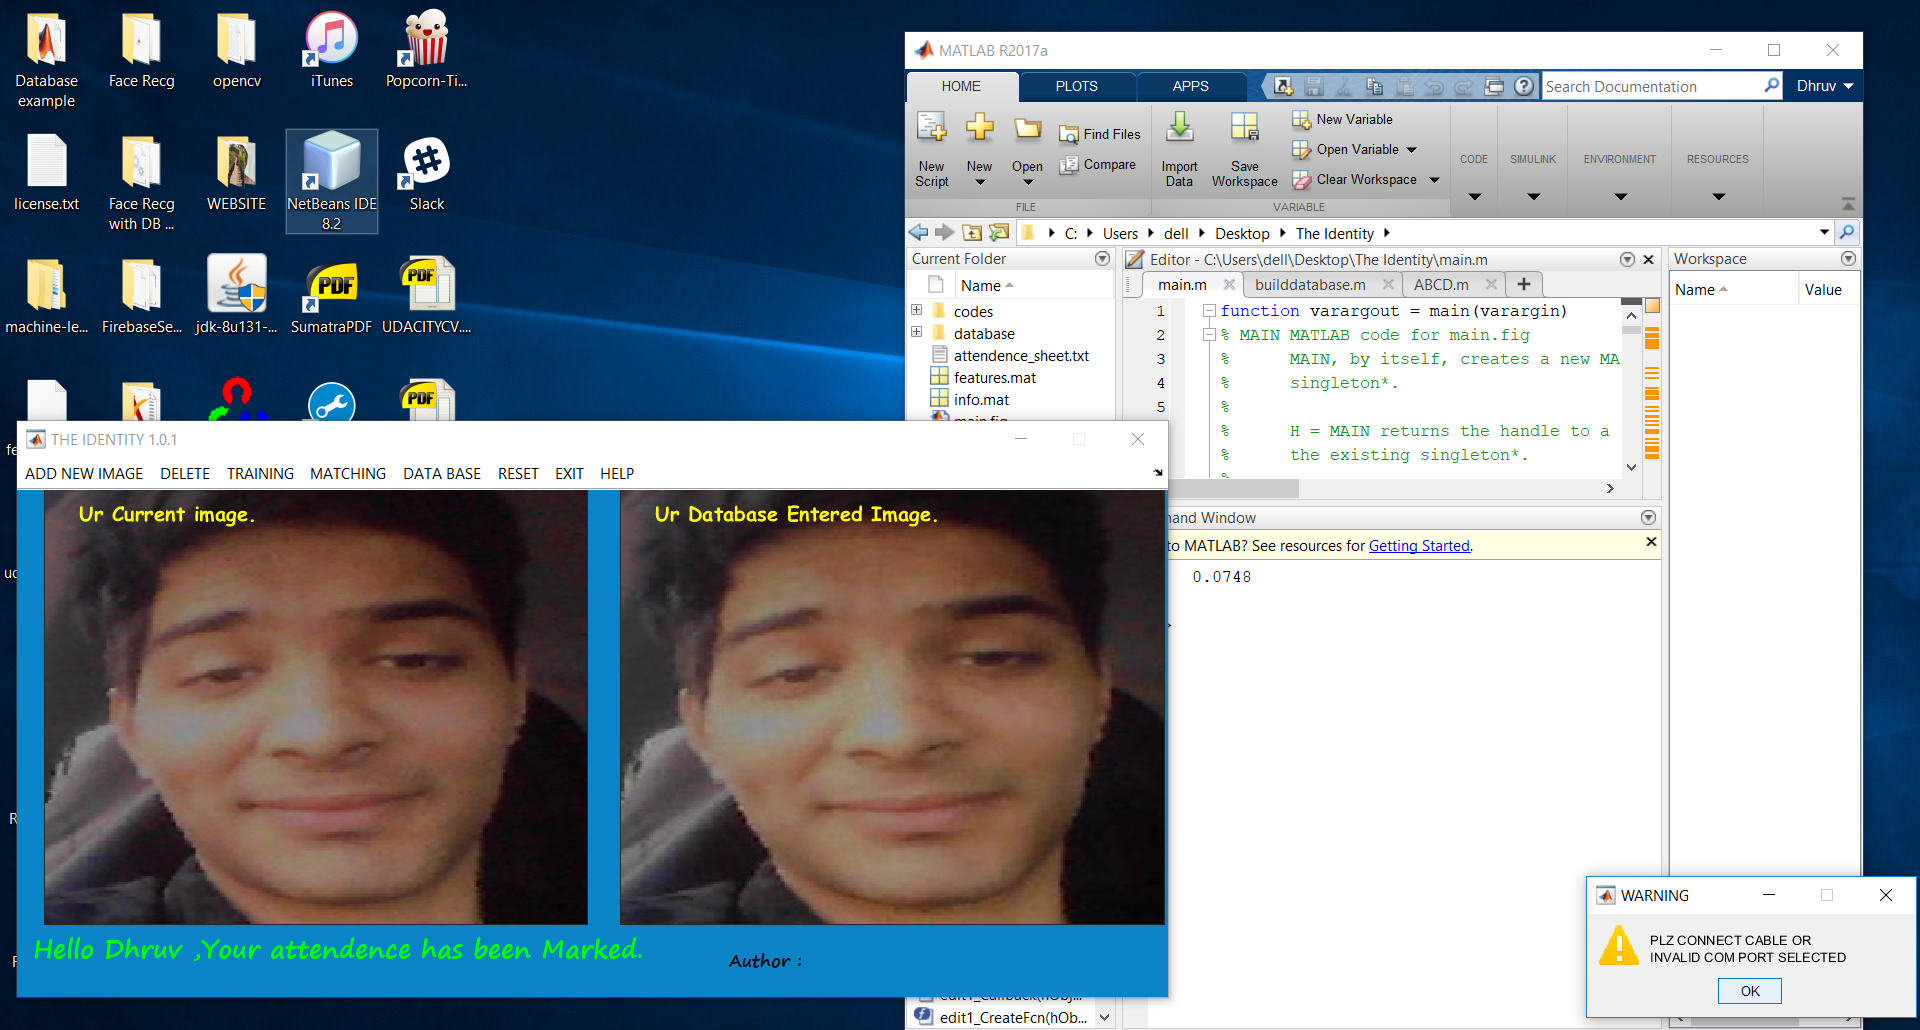 Database
example
Face Recg
opencv
iTunes
Popcorn-Ti...
license.txt
Face Recg
with DB ...
WEBSITE
NetBeans IDE
8.2
Slack
machine-le...
FirebaseSe...
jdk-8u131-...
SumatraPDF
UDACITYCV....
PDF
PDF
PDF
MATLAB R2017a
HOME
PLOTS
APPS
Search Documentation
Dhruv
New
Script
New
Open
Find Files
Compare
Import
Data
Save
Workspace
New Variable
Open Variable
Clear Workspace
FILE
VARIABLE
CODE
SIMULINK
ENVIRONMENT
RESOURCES
C:
Users
dell
Desktop
The Identity
Current Folder
Name
codes
database
attendence_sheet.txt
features.mat
info.mat
Editor - C:\Users\dell\Desktop\The Identity\main.m
main.m
builddatabase.m
ABCD.m
1 function varargout = main(varargin)
2 % MAIN MATLAB code for main.fig
3 % MAIN, by itself, creates a new MA
4 % singleton*.
5 %
% H = MAIN returns the handle to a
% the existing singleton*.
Workspace
Name
Value
and Window
to MATLAB? See resources for Getting Started.
0.0748
THE IDENTITY 1.0.1
ADD NEW IMAGE
DELETE
TRAINING
MATCHING
DATA BASE
RESET
EXIT
HELP
Ur Current image.
Ur Database Entered Image.
Hello Dhruv ,Your attendence has been Marked.
Author :
edit1_Callback(hObj...
edit1_CreateFcn(hOb...
WARNING
PLZ CONNECT CABLE OR
INVALID COM PORT SELECTED
OK